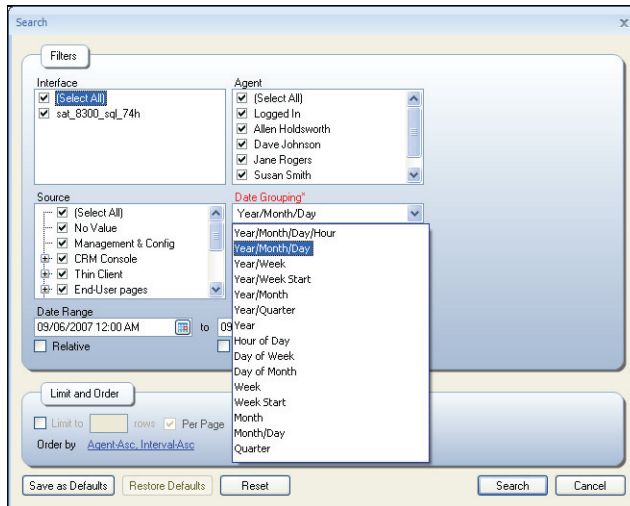 Search
Filters
Interface
(Select All)
sat_8300_sql_74h
Agent
(Select All)
Logged In
Allen Holdsworth
Dave Johnson
Jane Rogers
Susan Smith
Source
(Select All)
No Value
Management & Config
CRM Console
Thin Client
End-User pages
Date Grouping*
Year/Month/Day
Year/Month/Day/Hour
Year/Month/Day
Year/Week
Year/Week Start
Year/Month
Year/Quarter
Year
Hour of Day
Day of Week
Day of Month
Week
Week Start
Month
Month/Day
Quarter
Date Range
09/06/2007 12:00 AM to 09
Relative
Limit and Order
Limit to rows Per Page
Order by Agent-Asc, Interval-Asc
Save as Defaults Restore Defaults Reset Search Cancel